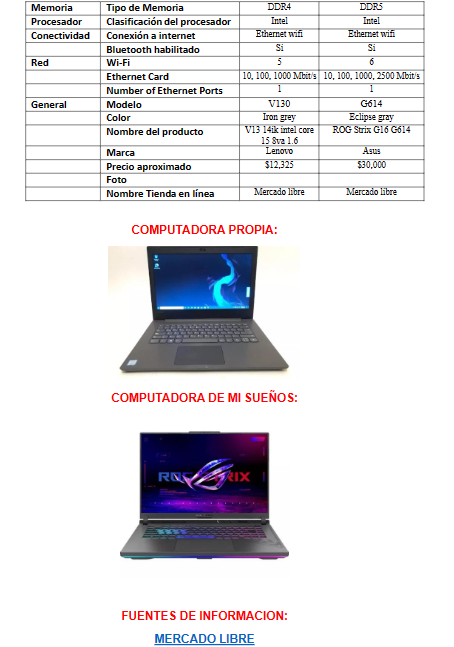 Memoria Tipo de Memoria DDR4 DDR5
Procesador Clasificación del procesador Intel Intel
Conectividad Conexión a internet Ethernet wifi Ethernet wifi
Bluetooth habilitado Si Si
Red Wi-Fi 5 6
Ethernet Card 10, 100, 1000 Mbit/s 10, 100, 1000, 2500 Mbit/s
Number of Ethernet Ports 1 1
General Modelo V130 G614
Color Iron grey Eclipse gray
Nombre del producto V13 14ik intel core ROG Strix G16 G614
15 8va 1.6
Marca Lenovo Asus
Precio aproximado $12,325 $30,000
Foto
Nombre Tienda en línea Mercado libre Mercado libre
COMPUTADORA PROPIA:
COMPUTADORA DE MI SUEÑOS:
FUENTES DE INFORMACION:
MERCADO LIBRE